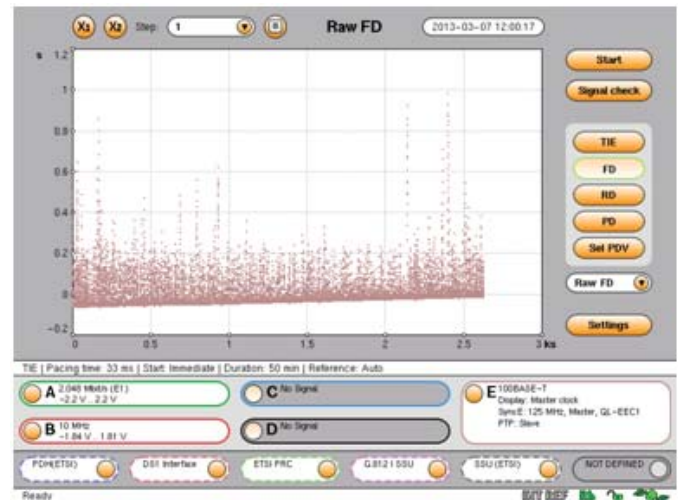 X1 X2 Step: 1 Raw FD 2013-03-07 12:00:17
Start
Signal check
TIE
FD
RD
PD
Sel PDV
Raw FD
Settings
s 1.2
1
0.8
0.6
0.4
0.2
0
-0.2
0 0.5 1 1.5 2 2.5 3 ks
TIE | Pacing time: 33 ms | Start: Immediate | Duration: 50 min | Reference: Auto
A 2.048 Mbit/s (E1)
-2.2 V .. 2.2 V
B 10 MHz
-1.84 V .. 1.81 V
C No Signal
D No Signal
E 100BASE-T
Display: Master clock
SyncE: 125 MHz, Master, QL-EEC1
PTP: Slave
PDH(ETSI) DS1 Interface ETSI PRC G.812 I SSU SSU (ETSI) NOT DEFINED
Ready